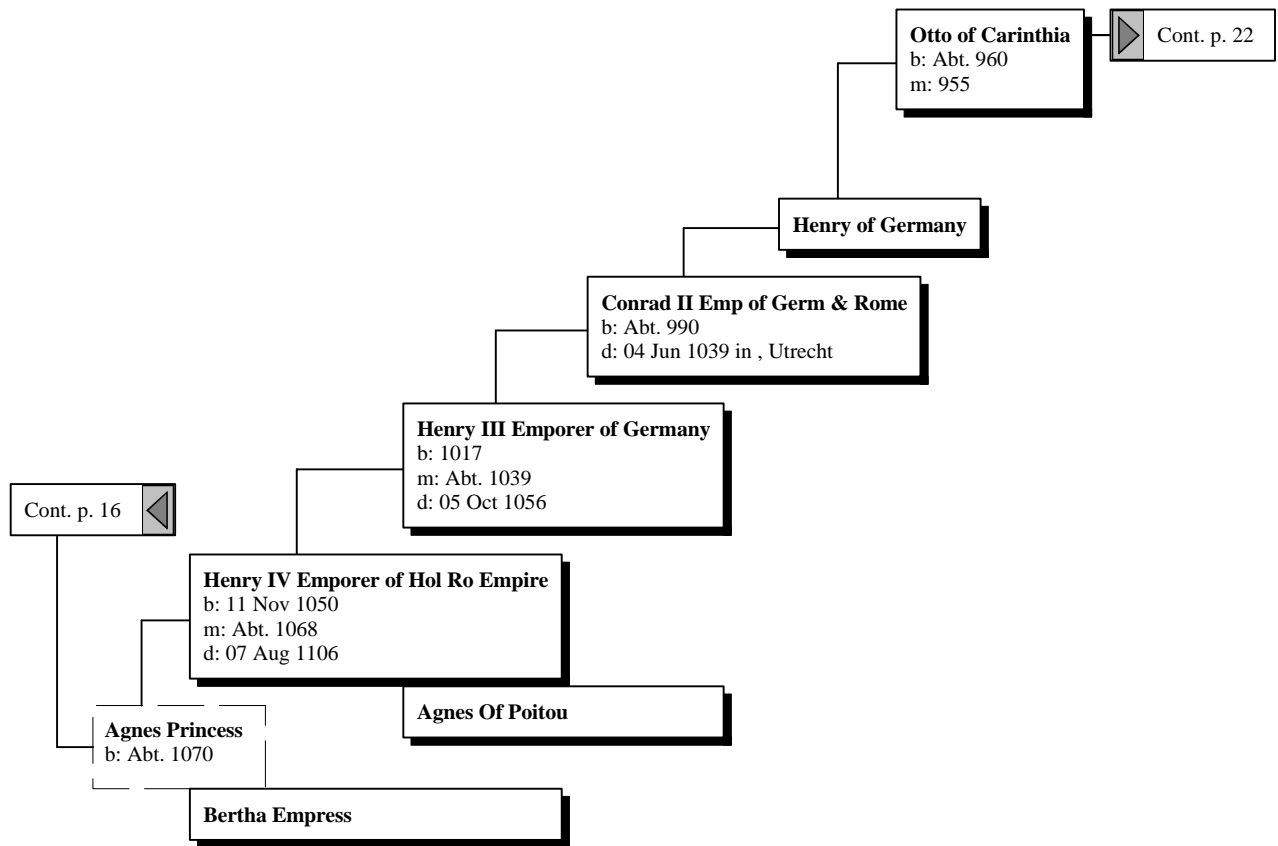 Otto of Carinthia
b: Abt. 960
m: 955
Cont. p. 22
Henry of Germany
Conrad II Emp of Germ & Rome
b: Abt. 990
d: 04 Jun 1039 in , Utrecht
Henry III Emporer of Germany
b: 1017
m: Abt. 1039
d: 05 Oct 1056
Cont. p. 16
Henry IV Emporer of Hol Ro Empire
b: 11 Nov 1050
m: Abt. 1068
d: 07 Aug 1106
Agnes Of Poitou
Agnes Princess
b: Abt. 1070
Bertha Empress